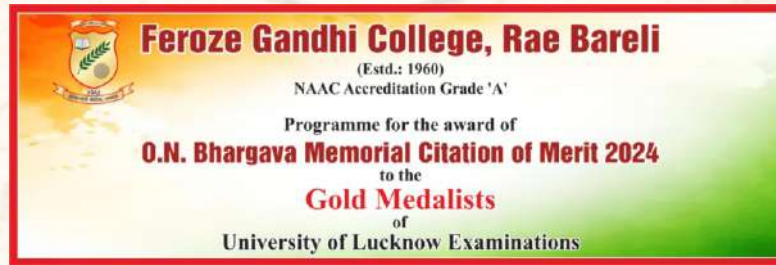 Feroze Gandhi College, Rae Bareli
(Estd.: 1960)
NAAC Accreditation Grade 'A'
Programme for the award of
O.N. Bhargava Memorial Citation of Merit 2024
to the
Gold Medalists
of
University of Lucknow Examinations